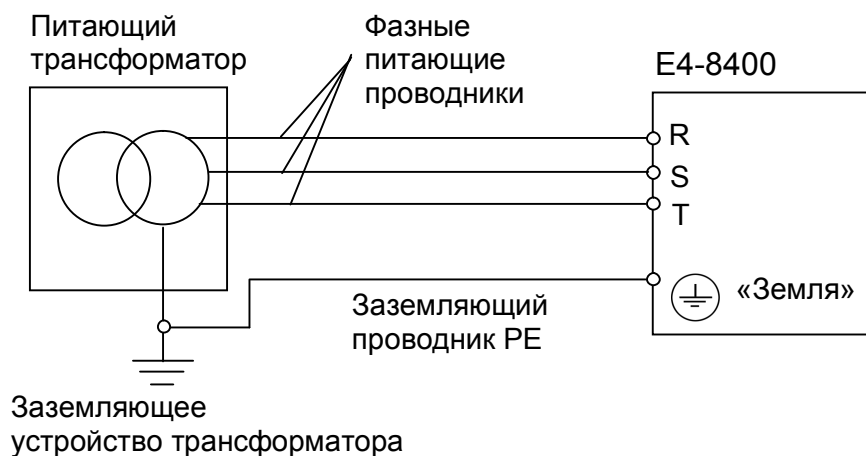 Питающий
трансформатор
Фазные
питающие
проводники
E4-8400
R
S
T
«Земля»
Заземляющий
проводник PE
Заземляющее
устройство трансформатора